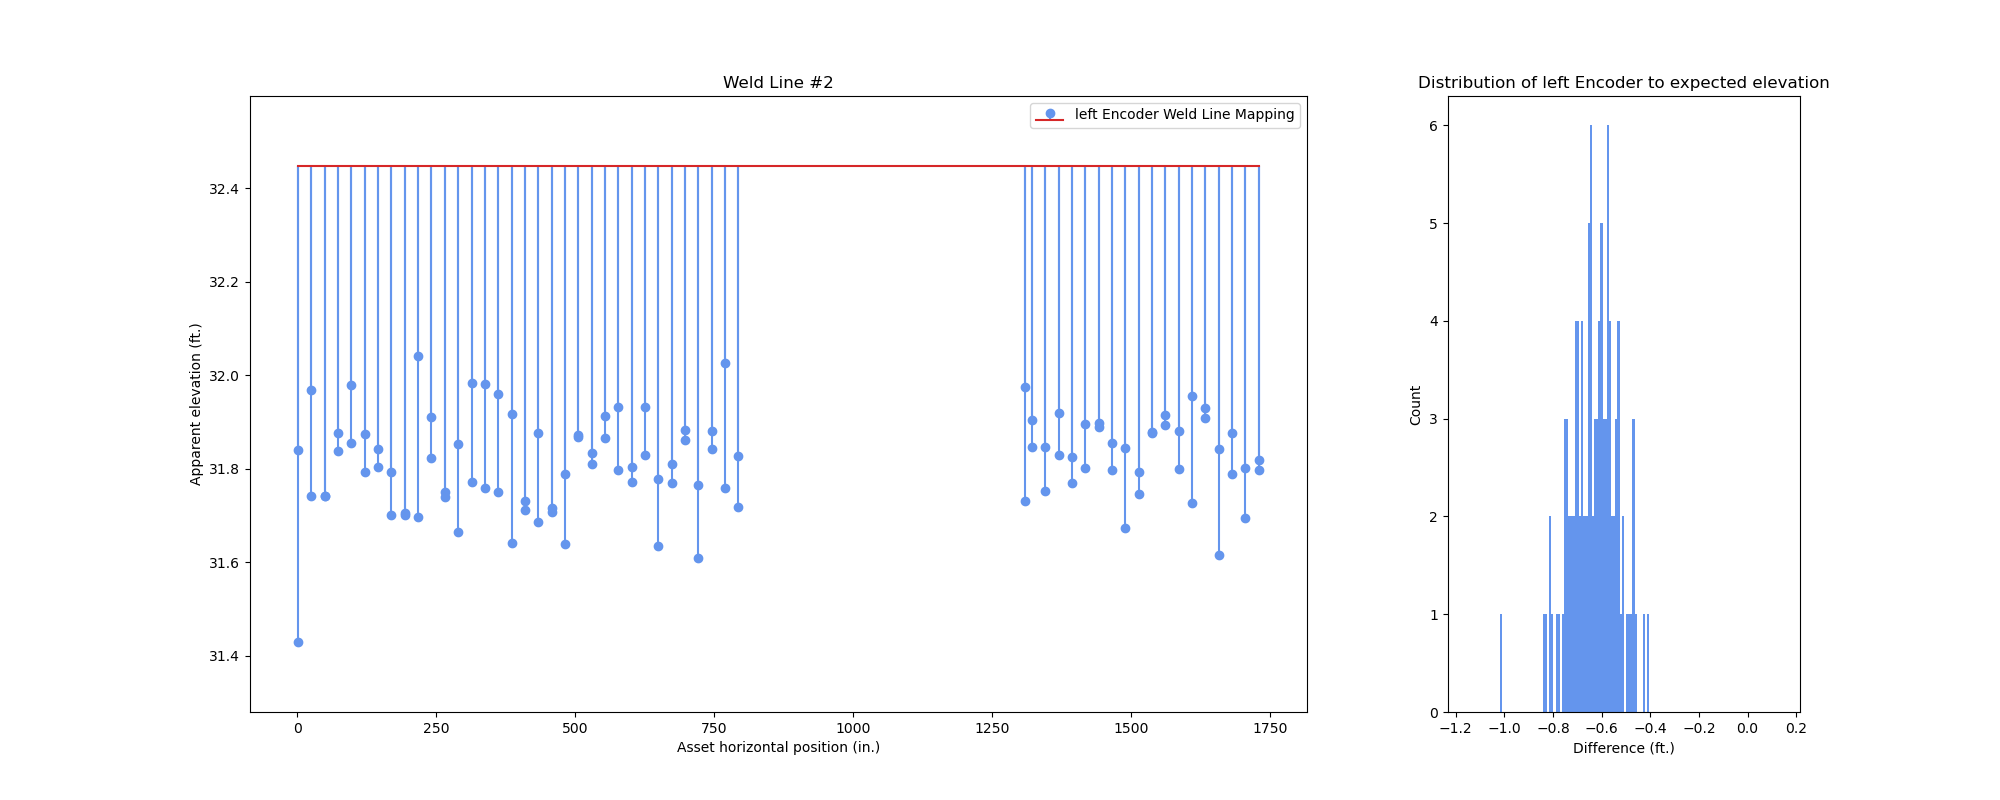 Weld Line #2
left Encoder Weld Line Mapping
Apparent elevation (ft.)
32.4
32.2
32.0
31.8
31.6
31.4
0 250 500 750 1000 1250 1500 1750
Asset horizontal position (in.)
Distribution of left Encoder to expected elevation
Count
6
5
4
3
2
1
0
−1.2 −1.0 −0.8 −0.6 −0.4 −0.2 0.0 0.2
Difference (ft.)